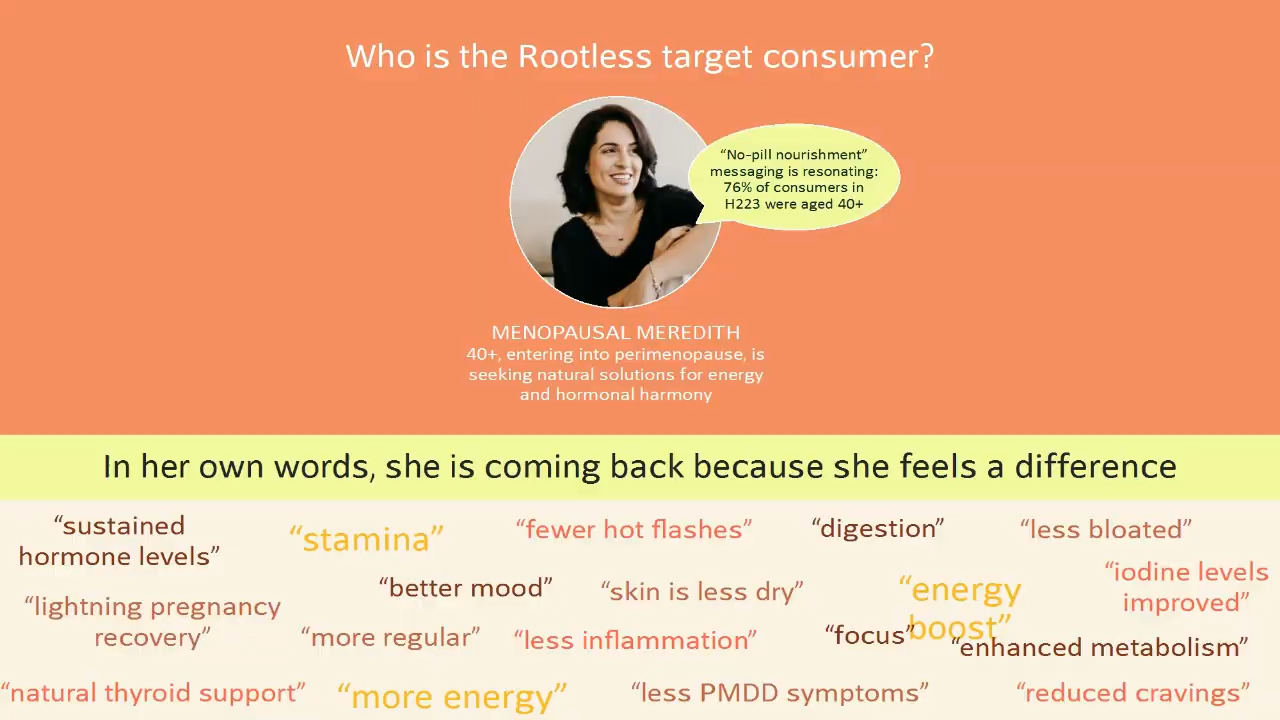 Who is the Rootless target consumer?
“No-pill nourishment”
messaging is resonating:
76% of consumers in
H223 were aged 40+
MENOPAUSAL MEREDITH
40+, entering into perimenopause, is
seeking natural solutions for energy
and hormonal harmony
In her own words, she is coming back because she feels a difference
“sustained
hormone levels”
“stamina”
“fewer hot flashes”
“digestion”
“less bloated”
“lightning pregnancy
recovery”
“better mood”
“skin is less dry”
“energy
boost”
“iodine levels
improved”
“more regular”
“less inflammation”
“focus”
“enhanced metabolism”
“natural thyroid support”
“more energy”
“less PMDD symptoms”
“reduced cravings”